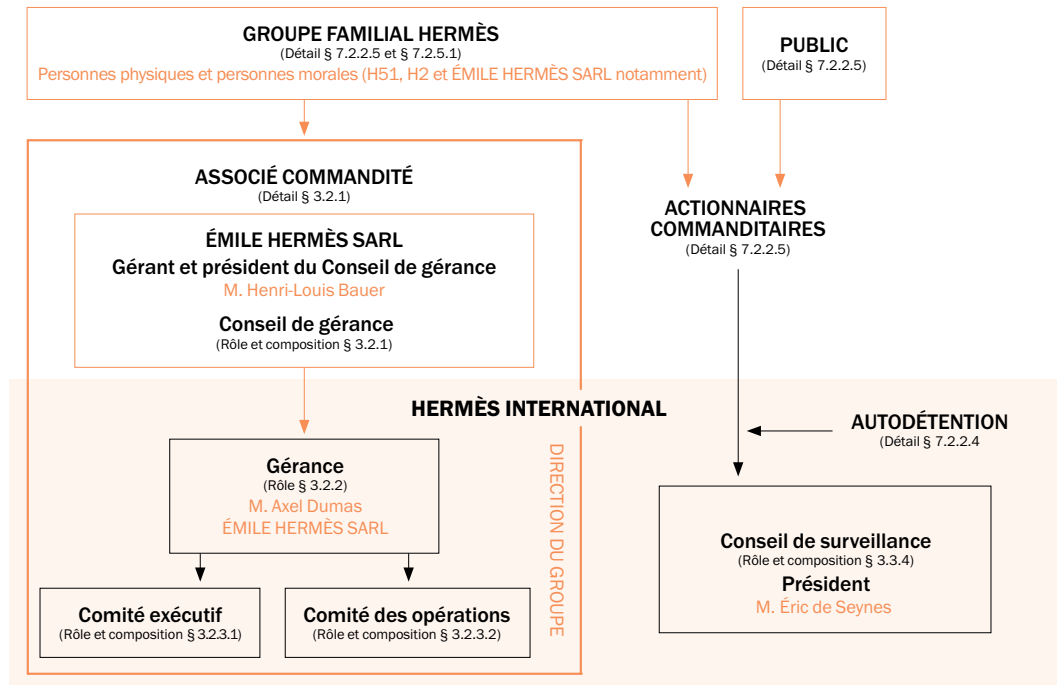 GROUPE FAMILIAL HERMÈS
(Détail § 7.2.2.5 et § 7.2.5.1)
Personnes physiques et personnes morales (H51, H2 et ÉMILE HERMÈS SARL notamment)
PUBLIC
(Détail § 7.2.2.5)
ASSOCIÉ COMMANDITÉ
(Détail § 3.2.1)
ÉMILE HERMÈS SARL
Gérant et président du Conseil de gérance
M. Henri-Louis Bauer
Conseil de gérance
(Rôle et composition § 3.2.1)
ACTIONNAIRES
COMMANDITAIRES
(Détail § 7.2.2.5)
HERMÈS INTERNATIONAL
AUTODÉTENTION
(Détail § 7.2.2.4
Gérance
(Rôle § 3.2.2)
M. Axel Dumas
ÉMILE HERMÈS SARL
DIRECTION DU GROUPE
Comité exécutif
(Rôle et composition § 3.2.3.1)
Comité des opérations
(Rôle et composition § 3.2.3.2)
Conseil de surveillance
(Rôle et composition § 3.3.4)
Président
M. Éric de Seynes